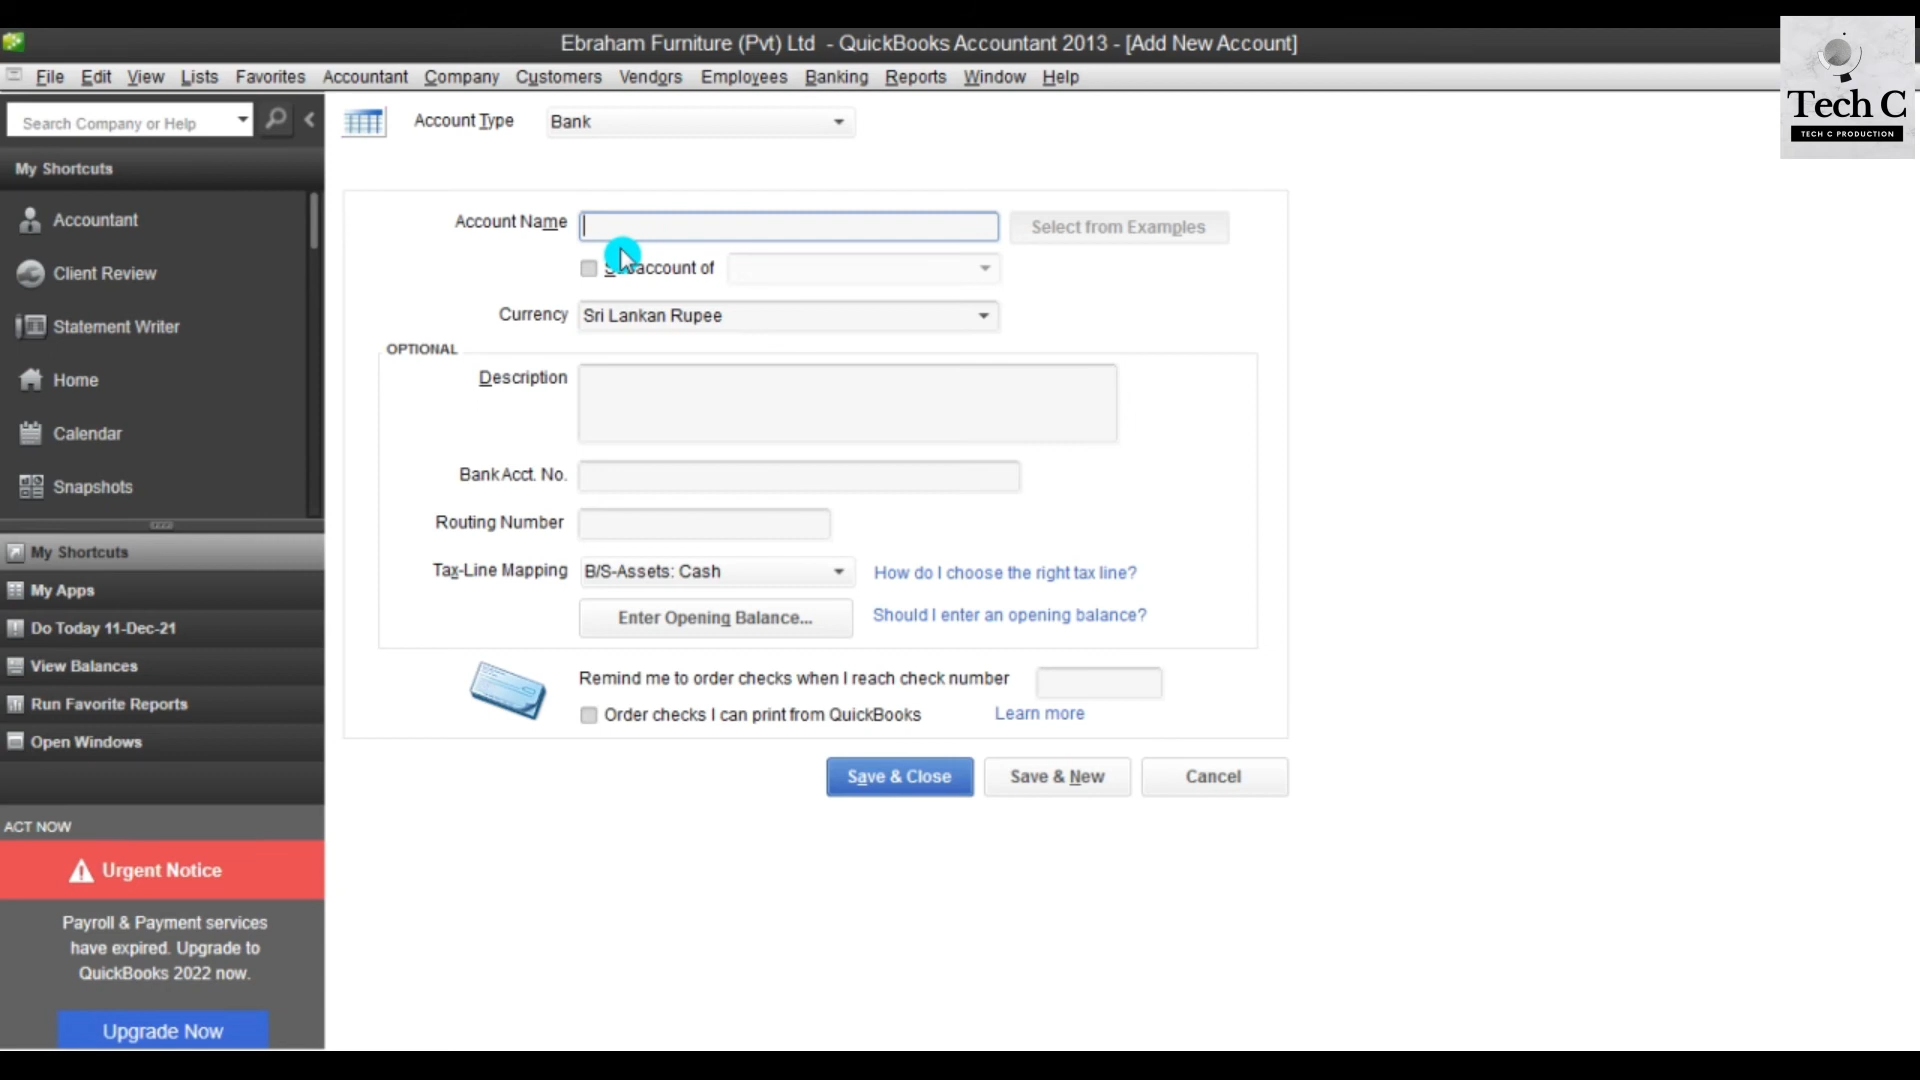 Ebraham Furniture (Pvt) Ltd - QuickBooks Accountant 2013 - [Add New Account]
File Edit View Lists Favorites Accountant Company Customers Vendors Employees Banking Reports Window Help
Tech C
TECH C PRODUCTION
Search Company or Help
My Shortcuts
Accountant
Client Review
Statement Writer
Home
Calendar
Snapshots
My Shortcuts
My Apps
Do Today 11-Dec-21
View Balances
Run Favorite Reports
Open Windows
ACT NOW
Urgent Notice
Payroll & Payment services
have expired. Upgrade to
QuickBooks 2022 now.
Upgrade Now
Account Type Bank
Account Name Select from Examples
account of
Currency Sri Lankan Rupee
OPTIONAL
Description
Bank Acct. No.
Routing Number
Tax-Line Mapping B/S-Assets: Cash How do I choose the right tax line?
Enter Opening Balance... Should I enter an opening balance?
Remind me to order checks when I reach check number
Order checks I can print from QuickBooks Learn more
Save & Close Save & New Cancel